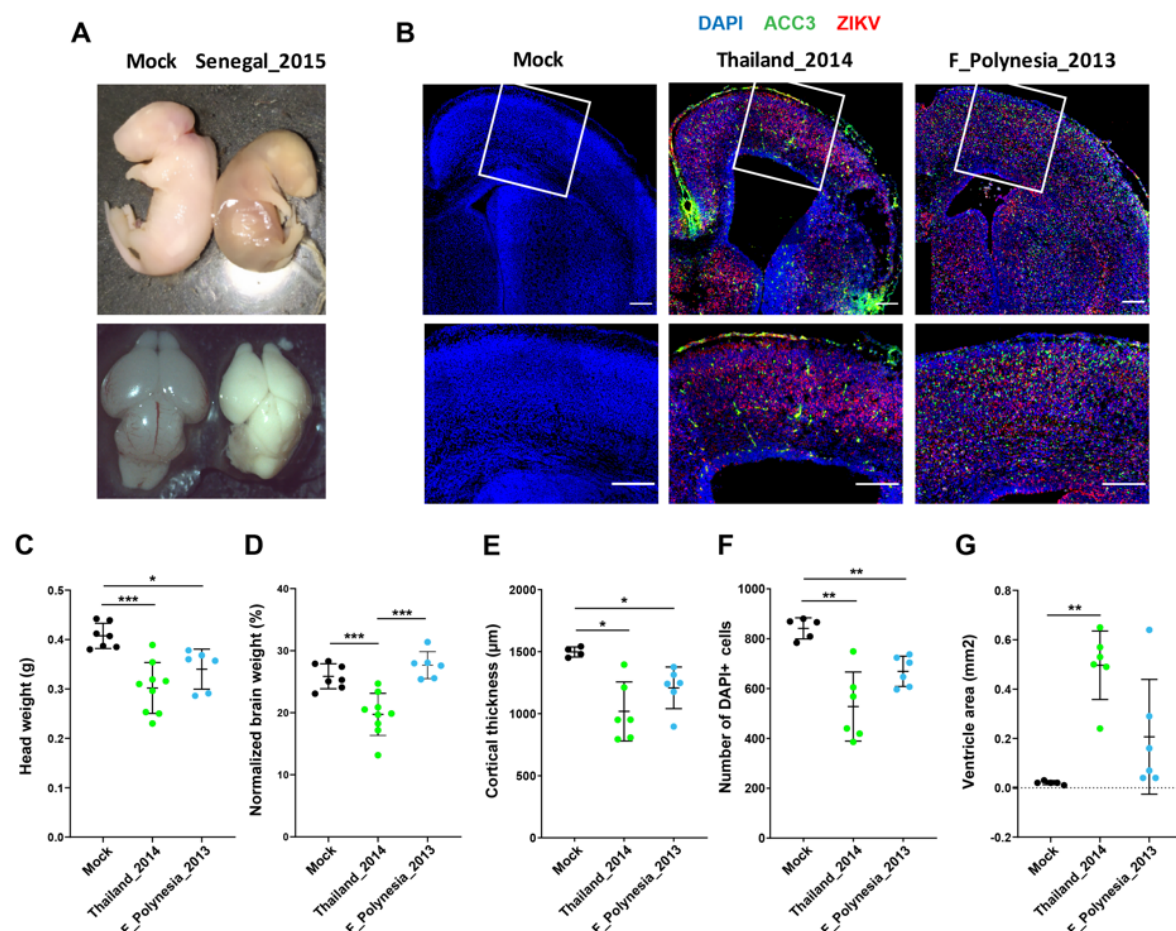 DAPI ACC3 ZIKV
A
B
Mock Senegal_2015
Mock
Thailand_2014
F_Polynesia_2013
C
D
E
F
G
Head weight (g)
0.5
0.4
0.3
0.2
0.1
0.0
*
***
Mock
Thailand_2014
F_Polynesia_2013
Normalized brain weight (%)
40
30
20
10
0
***
***
Mock
Thailand_2014
F_Polynesia_2013
Cortical thickness (µm)
2000
1500
1000
500
0
*
*
Mock
Thailand_2014
F_Polynesia_2013
Number of DAPI+ cells
1000
800
600
400
200
0
**
**
Mock
Thailand_2014
F_Polynesia_2013
Ventricle area (mm2)
0.8
0.6
0.4
0.2
0.0
-0.2
**
Mock
Thailand_2014
F_Polynesia_2013